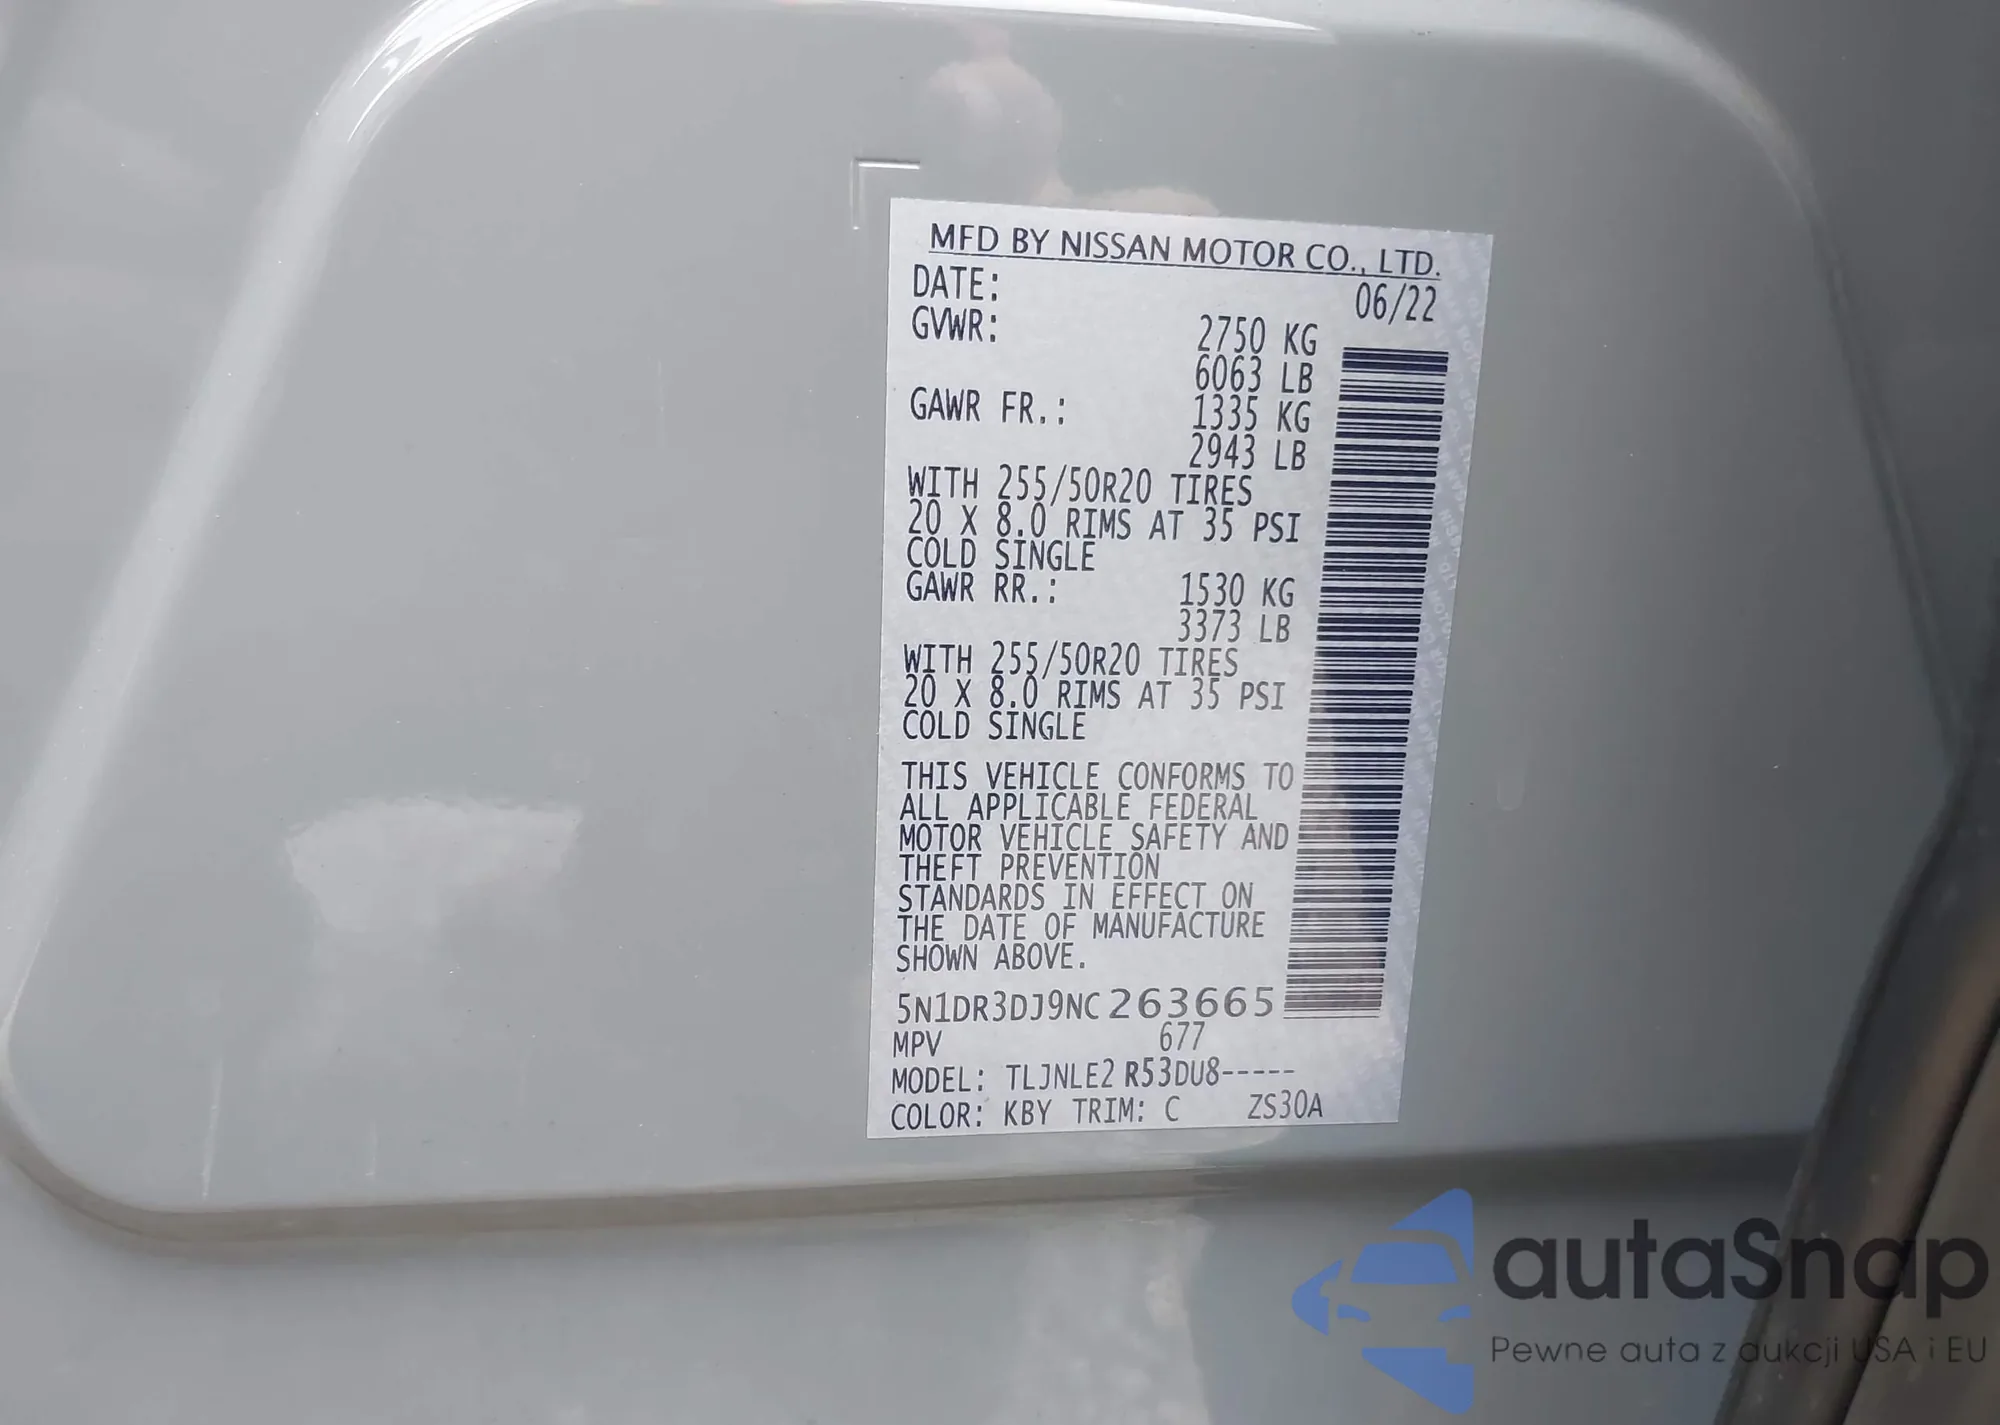 MFD BY NISSAN MOTOR CO., LTD.
DATE: 06/22
GVWR: 2750 KG
6063 LB
GAWR FR.: 1335 KG
2943 LB
WITH 255/50R20 TIRES
20 X 8.0 RIMS AT 35 PSI
COLD SINGLE
GAWR RR.: 1530 KG
3373 LB
WITH 255/50R20 TIRES
20 X 8.0 RIMS AT 35 PSI
COLD SINGLE
THIS VEHICLE CONFORMS TO
ALL APPLICABLE FEDERAL
MOTOR VEHICLE SAFETY AND
THEFT PREVENTION
STANDARDS IN EFFECT ON
THE DATE OF MANUFACTURE
SHOWN ABOVE.
5N1DR3DJ9NC263665
MPV 677
MODEL: TLJNLE2 R53DU8-----
COLOR: KBY TRIM: C ZS30A
autaSnap
Pewne auta z aukcji USA i EU